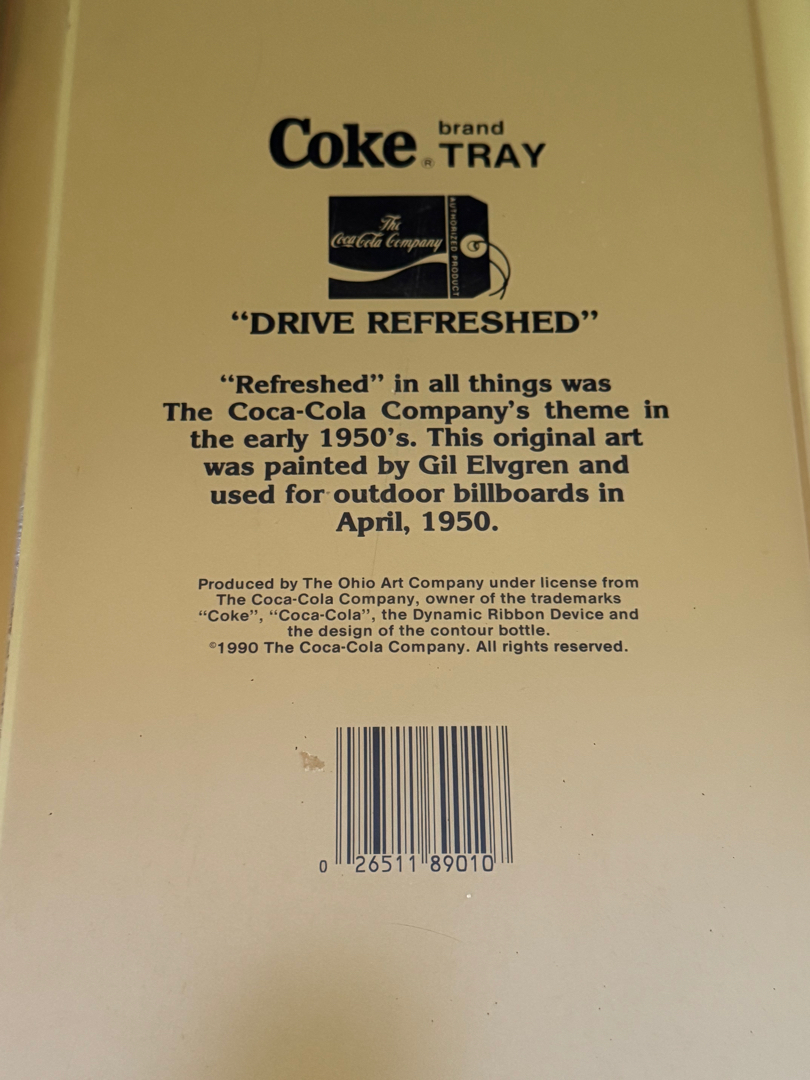 Coke® brand
TRAY
The
Coca-Cola Company
AUTHORIZED PRODUCT
“DRIVE REFRESHED”
“Refreshed” in all things was
The Coca-Cola Company’s theme in
the early 1950’s. This original art
was painted by Gil Elvgren and
used for outdoor billboards in
April, 1950.
Produced by The Ohio Art Company under license from
The Coca-Cola Company, owner of the trademarks
“Coke”, “Coca-Cola”, the Dynamic Ribbon Device and
the design of the contour bottle.
©1990 The Coca-Cola Company. All rights reserved.
0 26511 89010